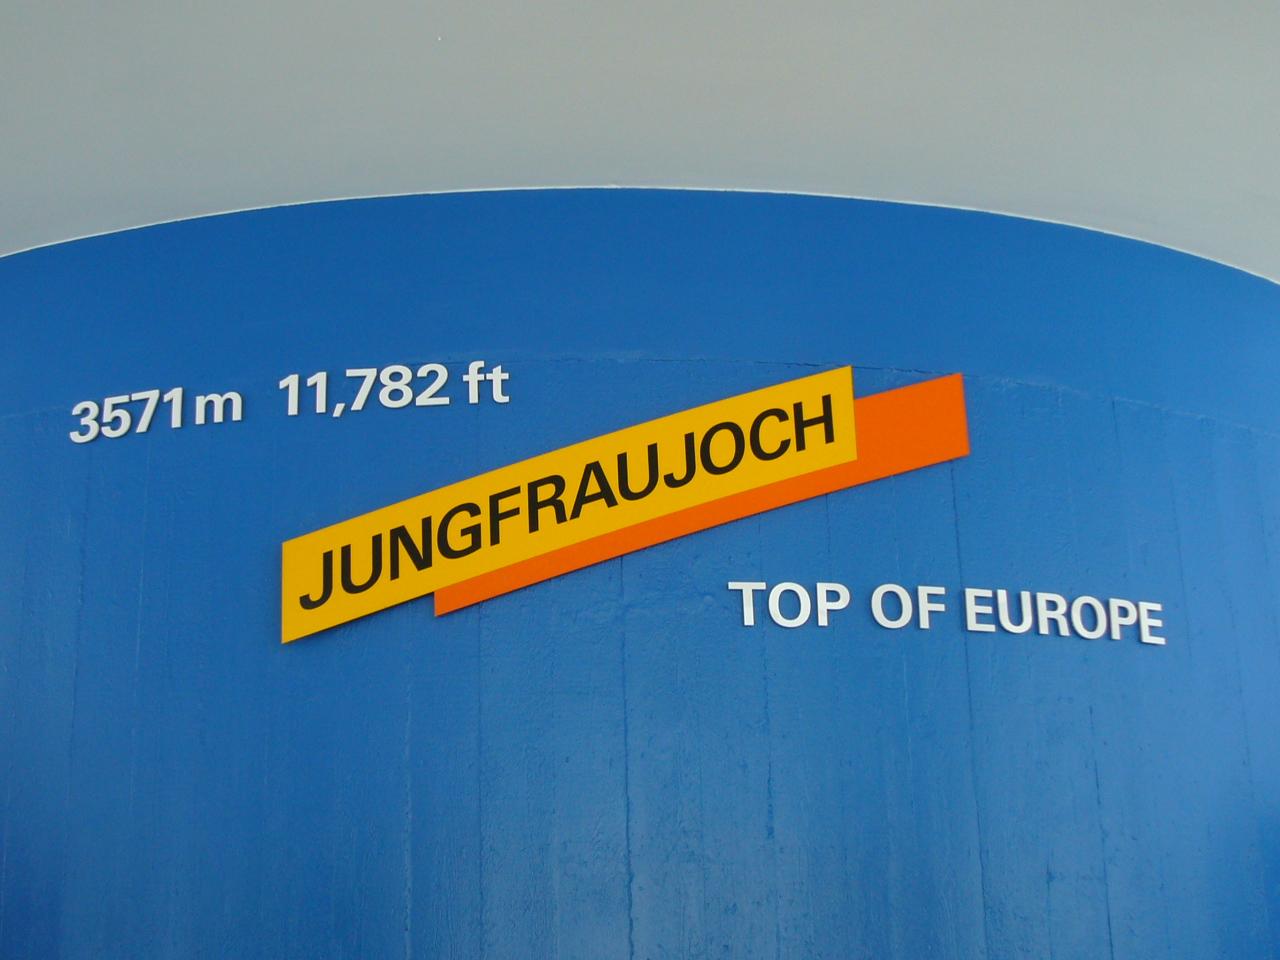 3571m 11,782 ft
JUNGFRAUJOCH
TOP OF EUROPE